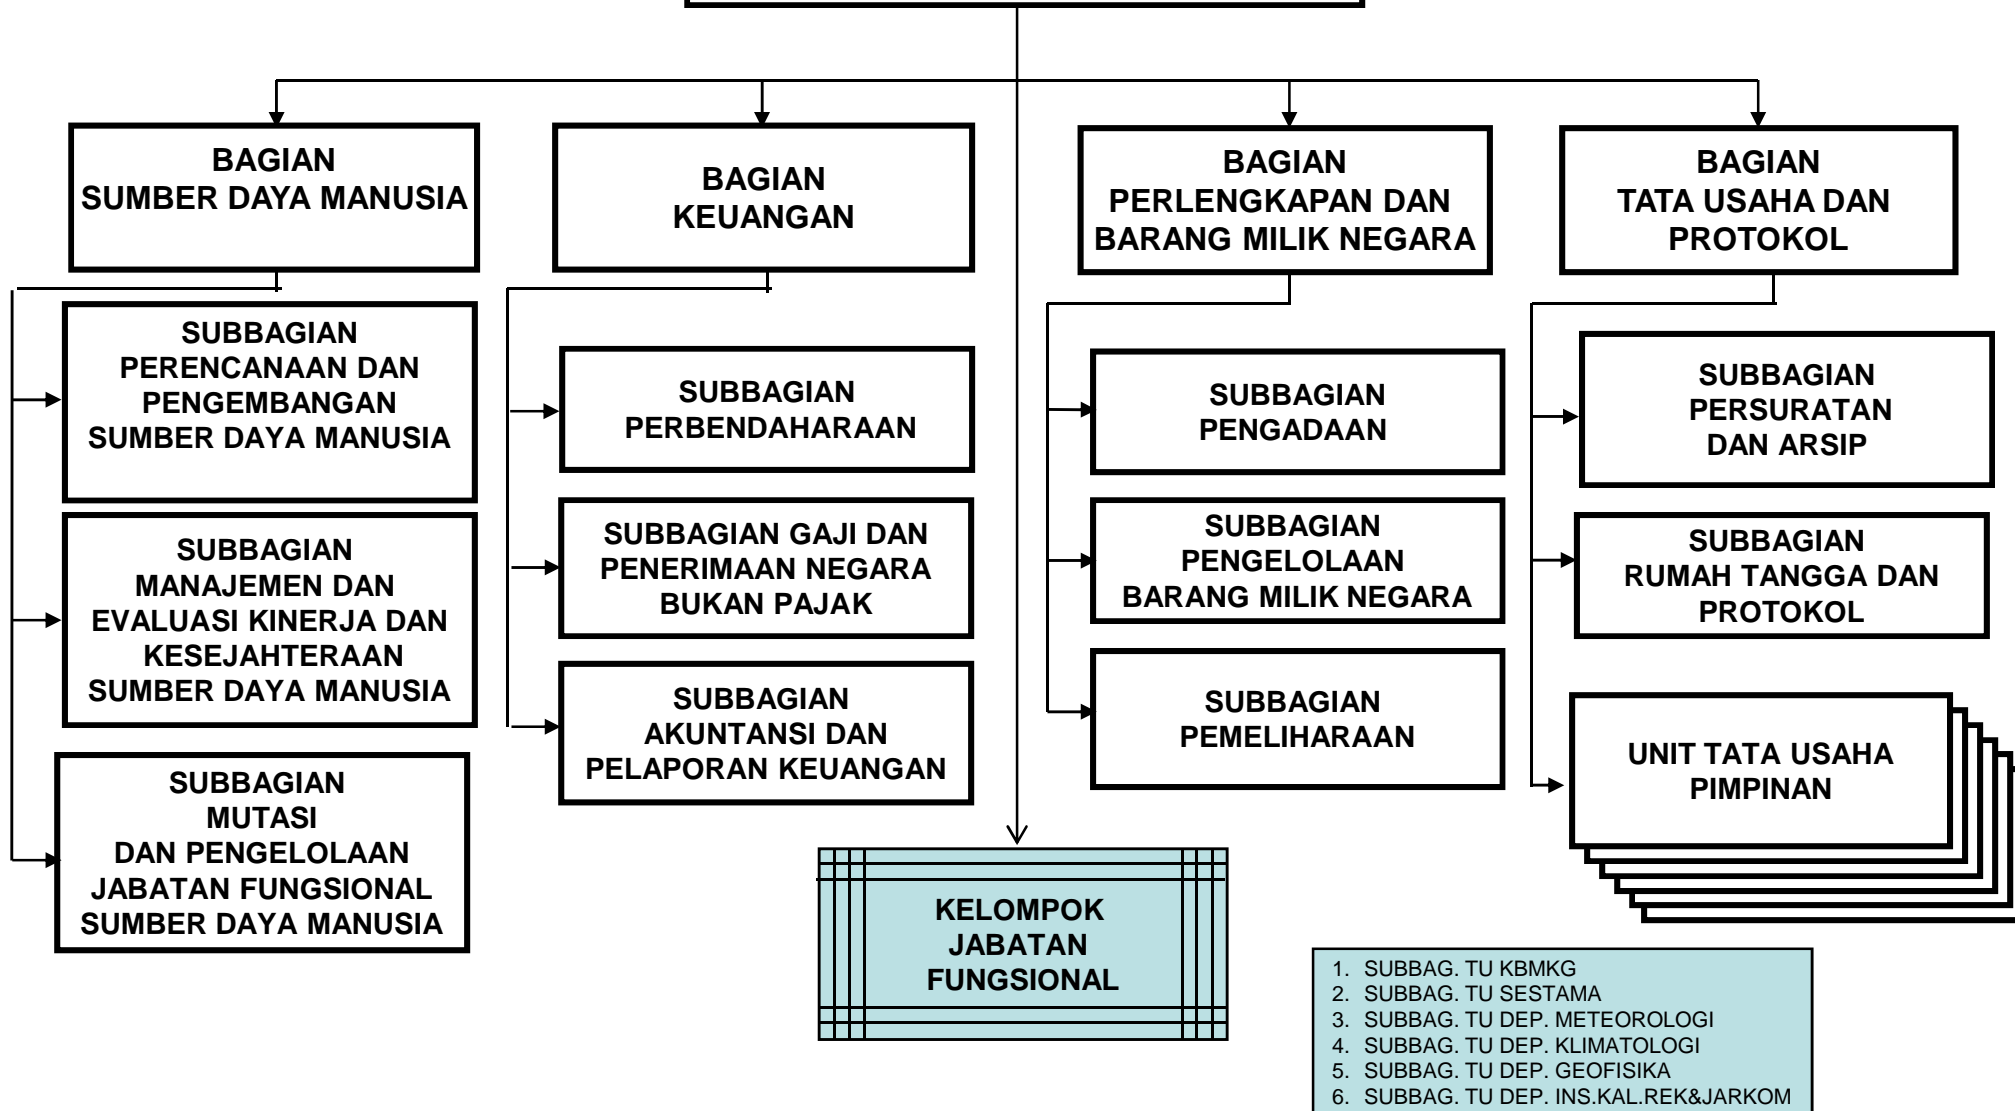 BAGIAN
SUMBER DAYA MANUSIA
BAGIAN
KEUANGAN
BAGIAN
PERLENGKAPAN DAN
BARANG MILIK NEGARA
BAGIAN
TATA USAHA DAN
PROTOKOL
SUBBAGIAN
PERENCANAAN DAN
PENGEMBANGAN
SUMBER DAYA MANUSIA
SUBBAGIAN
MANAJEMEN DAN
EVALUASI KINERJA DAN
KESEJAHTERAAN
SUMBER DAYA MANUSIA
SUBBAGIAN
MUTASI
DAN PENGELOLAAN
JABATAN FUNGSIONAL
SUMBER DAYA MANUSIA
SUBBAGIAN
PERBENDAHARAAN
SUBBAGIAN GAJI DAN
PENERIMAAN NEGARA
BUKAN PAJAK
SUBBAGIAN
AKUNTANSI DAN
PELAPORAN KEUANGAN
SUBBAGIAN
PENGADAAN
SUBBAGIAN
PENGELOLAAN
BARANG MILIK NEGARA
SUBBAGIAN
PEMELIHARAAN
SUBBAGIAN
PERSURATAN
DAN ARSIP
SUBBAGIAN
RUMAH TANGGA DAN
PROTOKOL
UNIT TATA USAHA
PIMPINAN
KELOMPOK
JABATAN
FUNGSIONAL
1. SUBBAG. TU KBMKG
2. SUBBAG. TU SESTAMA
3. SUBBAG. TU DEP. METEOROLOGI
4. SUBBAG. TU DEP. KLIMATOLOGI
5. SUBBAG. TU DEP. GEOFISIKA
6. SUBBAG. TU DEP. INS.KAL.REK&JARKOM